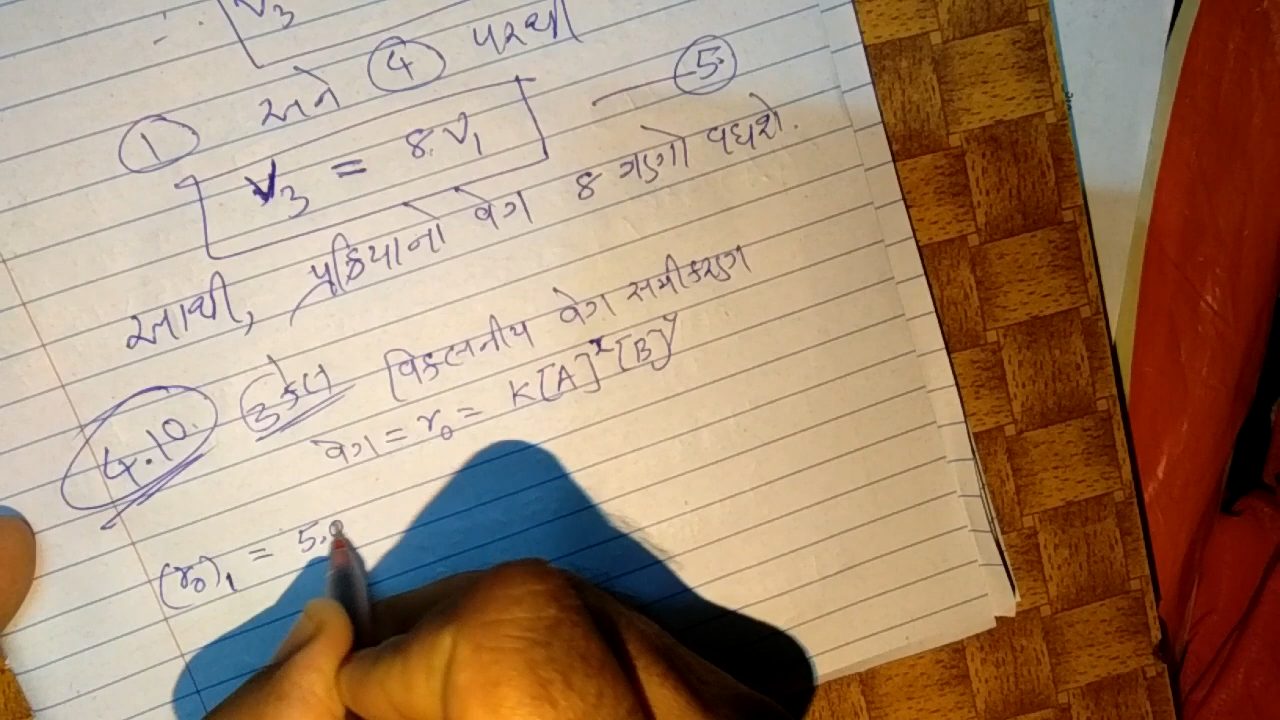 V₃
① અને ④ પરથી
V₃ = 8.V₁ — ⑤
આથી, પ્રક્રિયાનો વેગ 8 ગણો વધશે.
4.10. ઉકેલ વિકલનીય વેગ સમીકરણ
વેગ = r₀ = K[A]ˣ[B]ʸ
(r₀)₁ = 5.